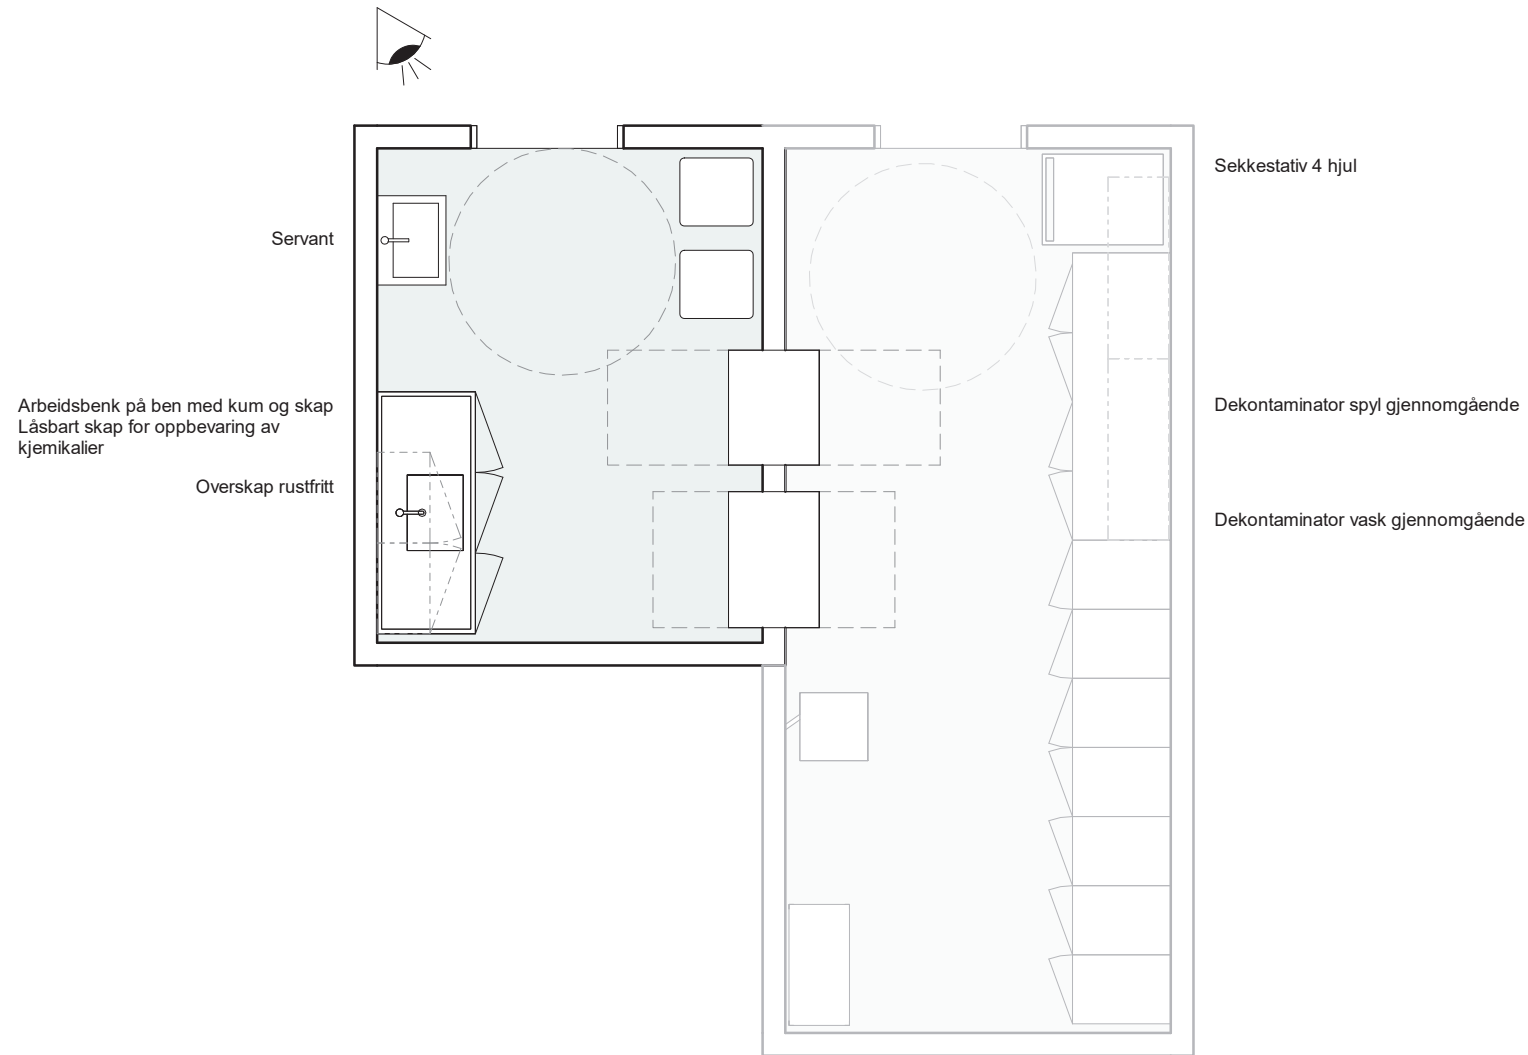 Sekkestativ 4 hjul
Servant
Arbeidsbenk på ben med kum og skap
Låsbart skap for oppbevaring av
kjemikalier
Overskap rustfritt
Dekontaminator spyl gjennomgående
Dekontaminator vask gjennomgående